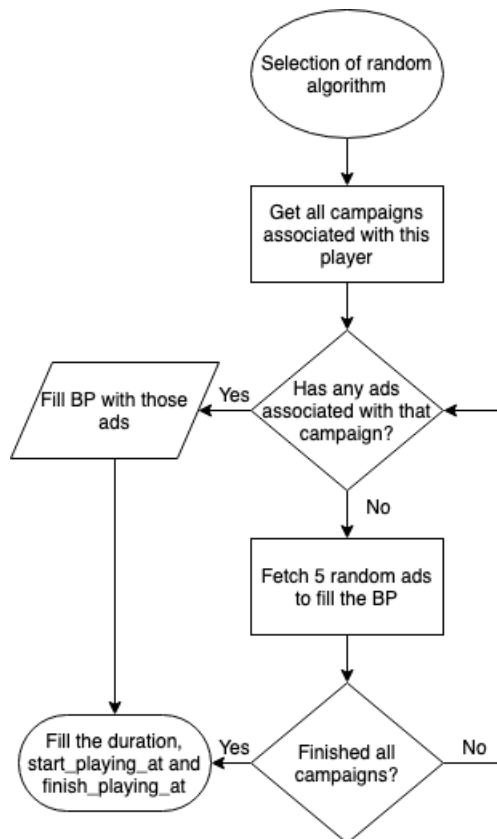 Selection of random
algorithm
Get all campaigns
associated with this
player
Has any ads
associated with that
campaign?
Yes
Fill BP with those
ads
No
Fetch 5 random ads
to fill the BP
Finished all
campaigns?
Yes
No
Fill the duration,
start_playing_at and
finish_playing_at